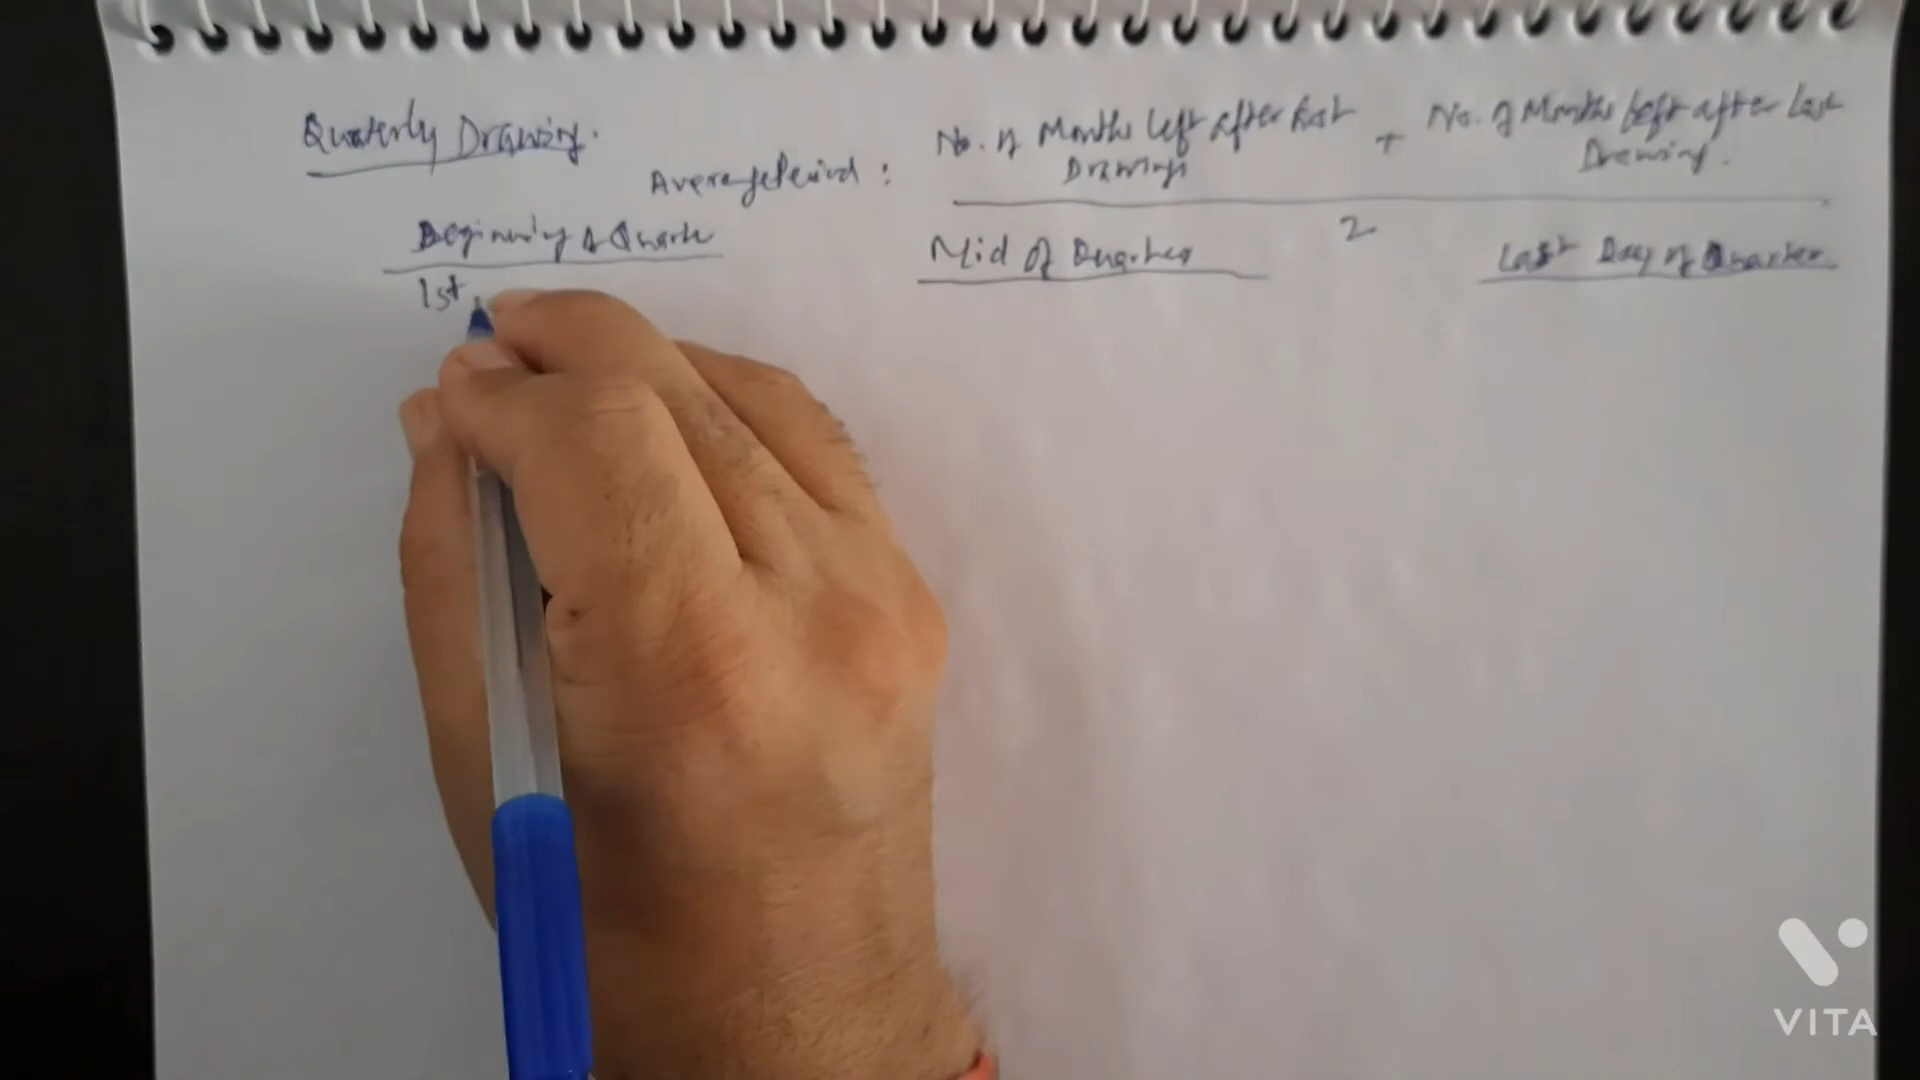 Quaterly Drawing.
Average Period : No. of Months left after first Drawings + No. of Months left after Last Drawing.
2
Beginning of Quarter
Mid of Quarter
Last Day of Quarter
1st
VITA